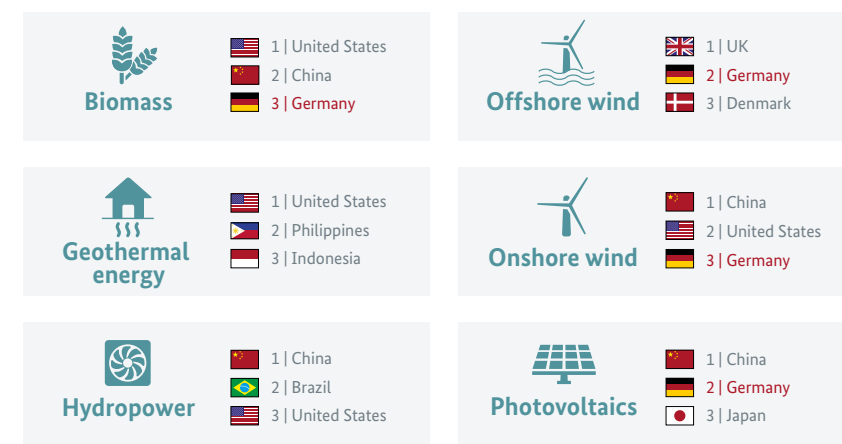 Biomass
1 | United States
2 | China
3 | Germany
Offshore wind
1 | UK
2 | Germany
3 | Denmark
Geothermal
energy
1 | United States
2 | Philippines
3 | Indonesia
Onshore wind
1 | China
2 | United States
3 | Germany
Hydropower
1 | China
2 | Brazil
3 | United States
Photovoltaics
1 | China
2 | Germany
3 | Japan